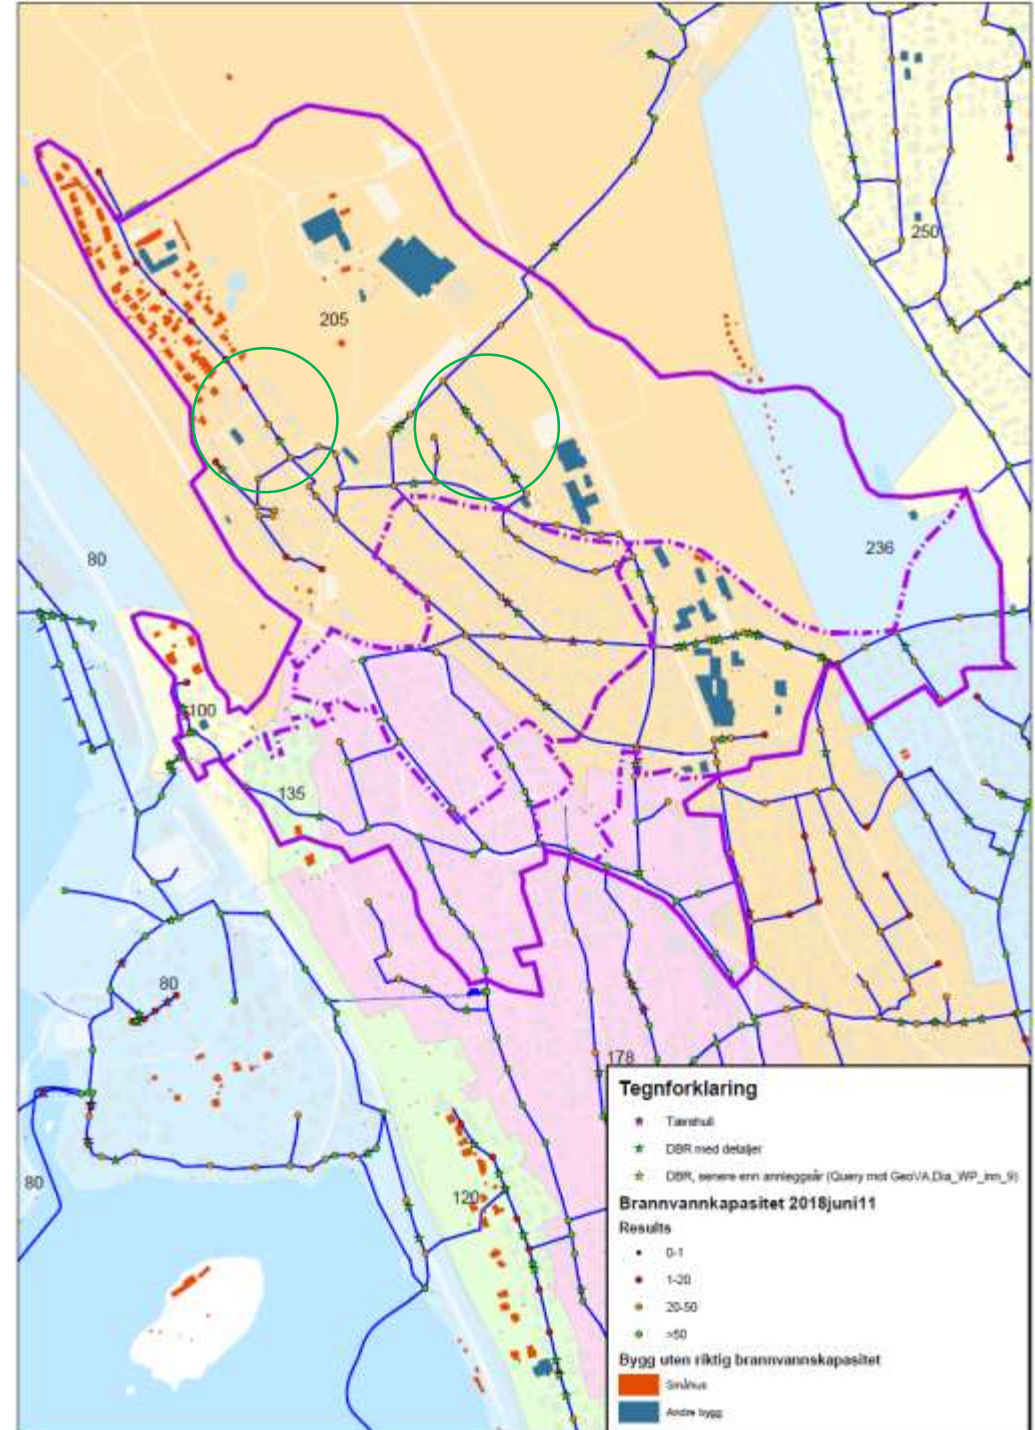 250
205
80
236
100
135
80
178
80
120
Tegnforklaring
Tærehull
DBR med detaljer
DBR, senere enn anleggsår (Query mot GeoVA,Dia_WP_inn_9)
Brannvannkapasitet 2018juni11
Results
0-1
1-20
20-50
>50
Bygg uten riktig brannvannskapasitet
Småhus
Andre bygg